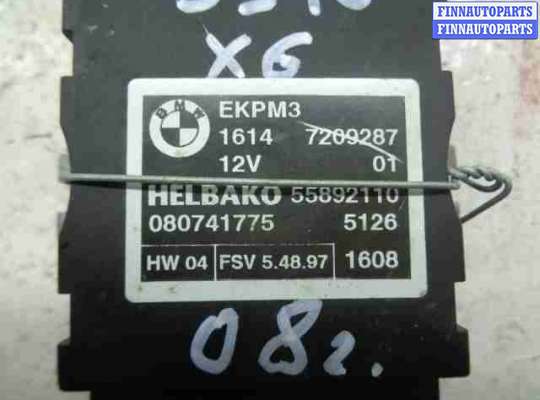 FINNAUTOPARTS
FINNAUTOPARTS
X6
BMW
EKPM3
1614 7209287
12V 01
HELBAKO 55892110
080741775 5126
HW 04 FSV 5.48.97 1608
08г.